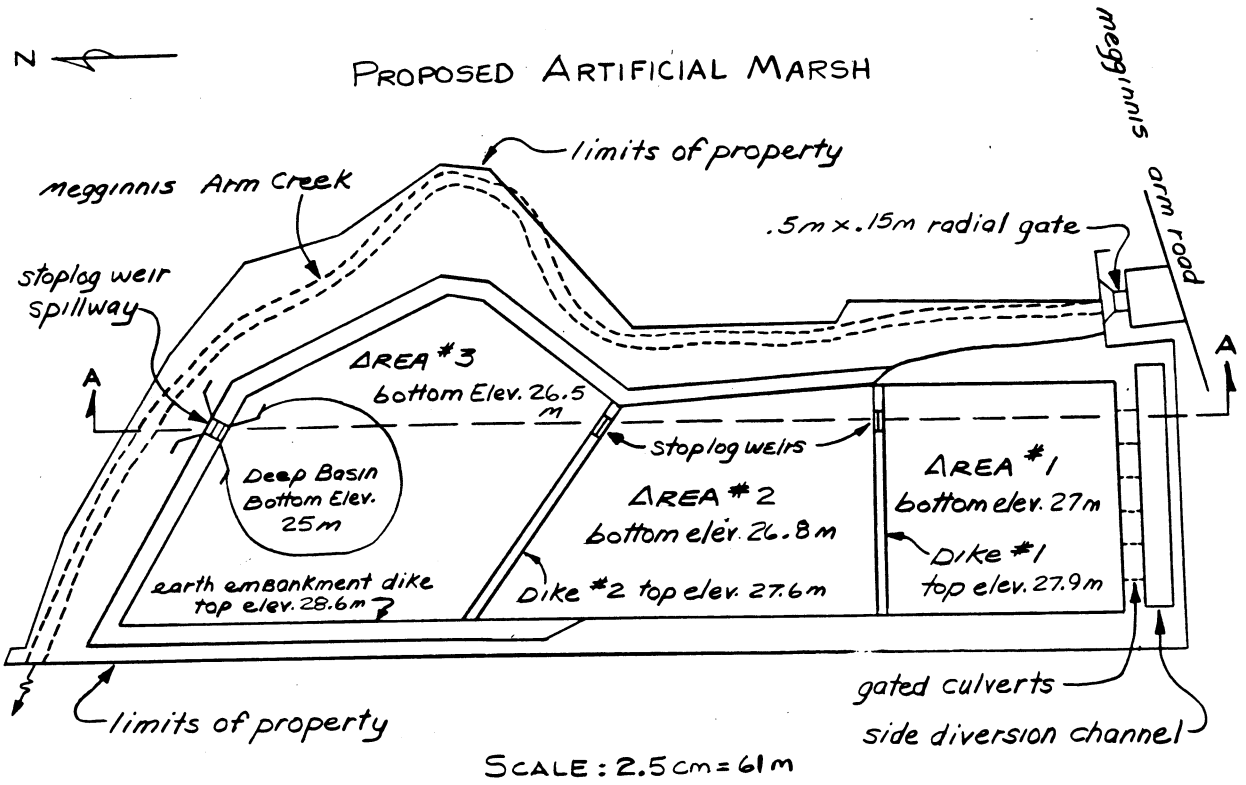 N
PROPOSED ARTIFICIAL MARSH
megginnis arm road
limits of property
megginnis Arm Creek
.5m x .15m radial gate
stoplog weir
spillway
A
A
AREA #3
bottom Elev. 26.5
m
stoplog weirs
Deep Basin
Bottom Elev.
25m
AREA #2
bottom elev. 26.8m
AREA #1
bottom elev. 27m
DIKE #1
top elev. 27.9m
earth embankment dike
top elev. 28.6m
DIKE #2 top elev. 27.6m
gated culverts
side diversion channel
limits of property
SCALE : 2.5cm = 61m